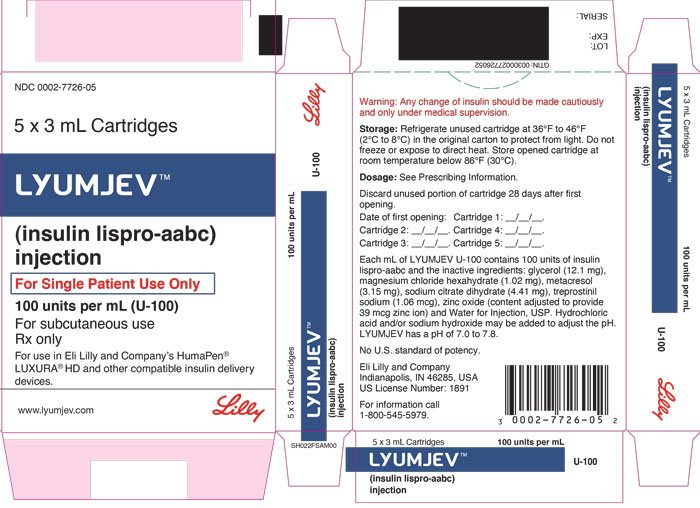 NDC 0002-7726-05
5 x 3 mL Cartridges
LYUMJEV™
(insulin lispro-aabc)
injection
For Single Patient Use Only
100 units per mL (U-100)
For subcutaneous use
Rx only
For use in Eli Lilly and Company's HumaPen®
LUXURA® HD and other compatible insulin delivery
devices.
www.lyumjev.com
Lilly
Lilly
U-100
100 units per mL
5 x 3 mL Cartridges
LYUMJEV™
(insulin lispro-aabc)
injection
SH022FSAM00
LOT:
EXP:
SERIAL:
GTIN: 00300027726052
Warning: Any change of insulin should be made cautiously
and only under medical supervision.
Storage: Refrigerate unused cartridge at 36°F to 46°F
(2°C to 8°C) in the original carton to protect from light. Do not
freeze or expose to direct heat. Store opened cartridge at
room temperature below 86°F (30°C).
Dosage: See Prescribing Information.
Discard unused portion of cartridge 28 days after first
opening.
Date of first opening: Cartridge 1: __/__/__.
Cartridge 2: __/__/__. Cartridge 4: __/__/__.
Cartridge 3: __/__/__. Cartridge 5: __/__/__.
Each mL of LYUMJEV U-100 contains 100 units of insulin
lispro-aabc and the inactive ingredients: glycerol (12.1 mg),
magnesium chloride hexahydrate (1.02 mg), metacresol
(3.15 mg), sodium citrate dihydrate (4.41 mg), treprostinil
sodium (1.06 mcg), zinc oxide (content adjusted to provide
39 mcg zinc ion) and Water for Injection, USP. Hydrochloric
acid and/or sodium hydroxide may be added to adjust the pH.
LYUMJEV has a pH of 7.0 to 7.8.
No U.S. standard of potency.
Eli Lilly and Company
Indianapolis, IN 46285, USA
US License Number: 1891
For information call
1-800-545-5979.
3 0002-7726-05 2
5 x 3 mL Cartridges
100 units per mL
LYUMJEV™
U-100
(insulin lispro-aabc)
injection
5 x 3 mL Cartridges
LYUMJEV™
(insulin lispro-aabc)
injection
100 units per mL
U-100
Lilly